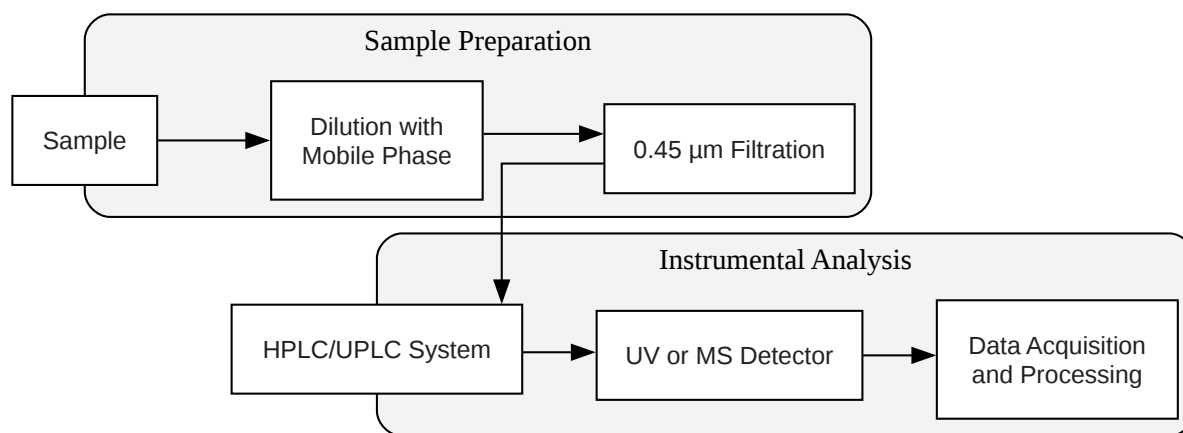 Sample Preparation
Sample
Dilution with
Mobile Phase
0.45 µm Filtration
Instrumental Analysis
HPLC/UPLC System
UV or MS Detector
Data Acquisition
and Processing